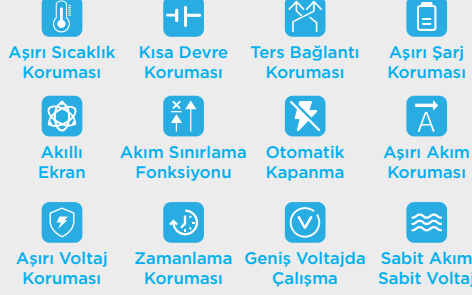 Aşırı Sıcaklık Koruması
Kısa Devre Koruması
Ters Bağlantı Koruması
Aşırı Şarj Koruması
Akıllı Ekran
Akım Sınırlama Fonksiyonu
Otomatik Kapanma
A
Aşırı Akım Koruması
Aşırı Voltaj Koruması
Zamanlama Koruması
V
Geniş Voltajda Çalışma
Sabit Akım
Sabit Voltaj